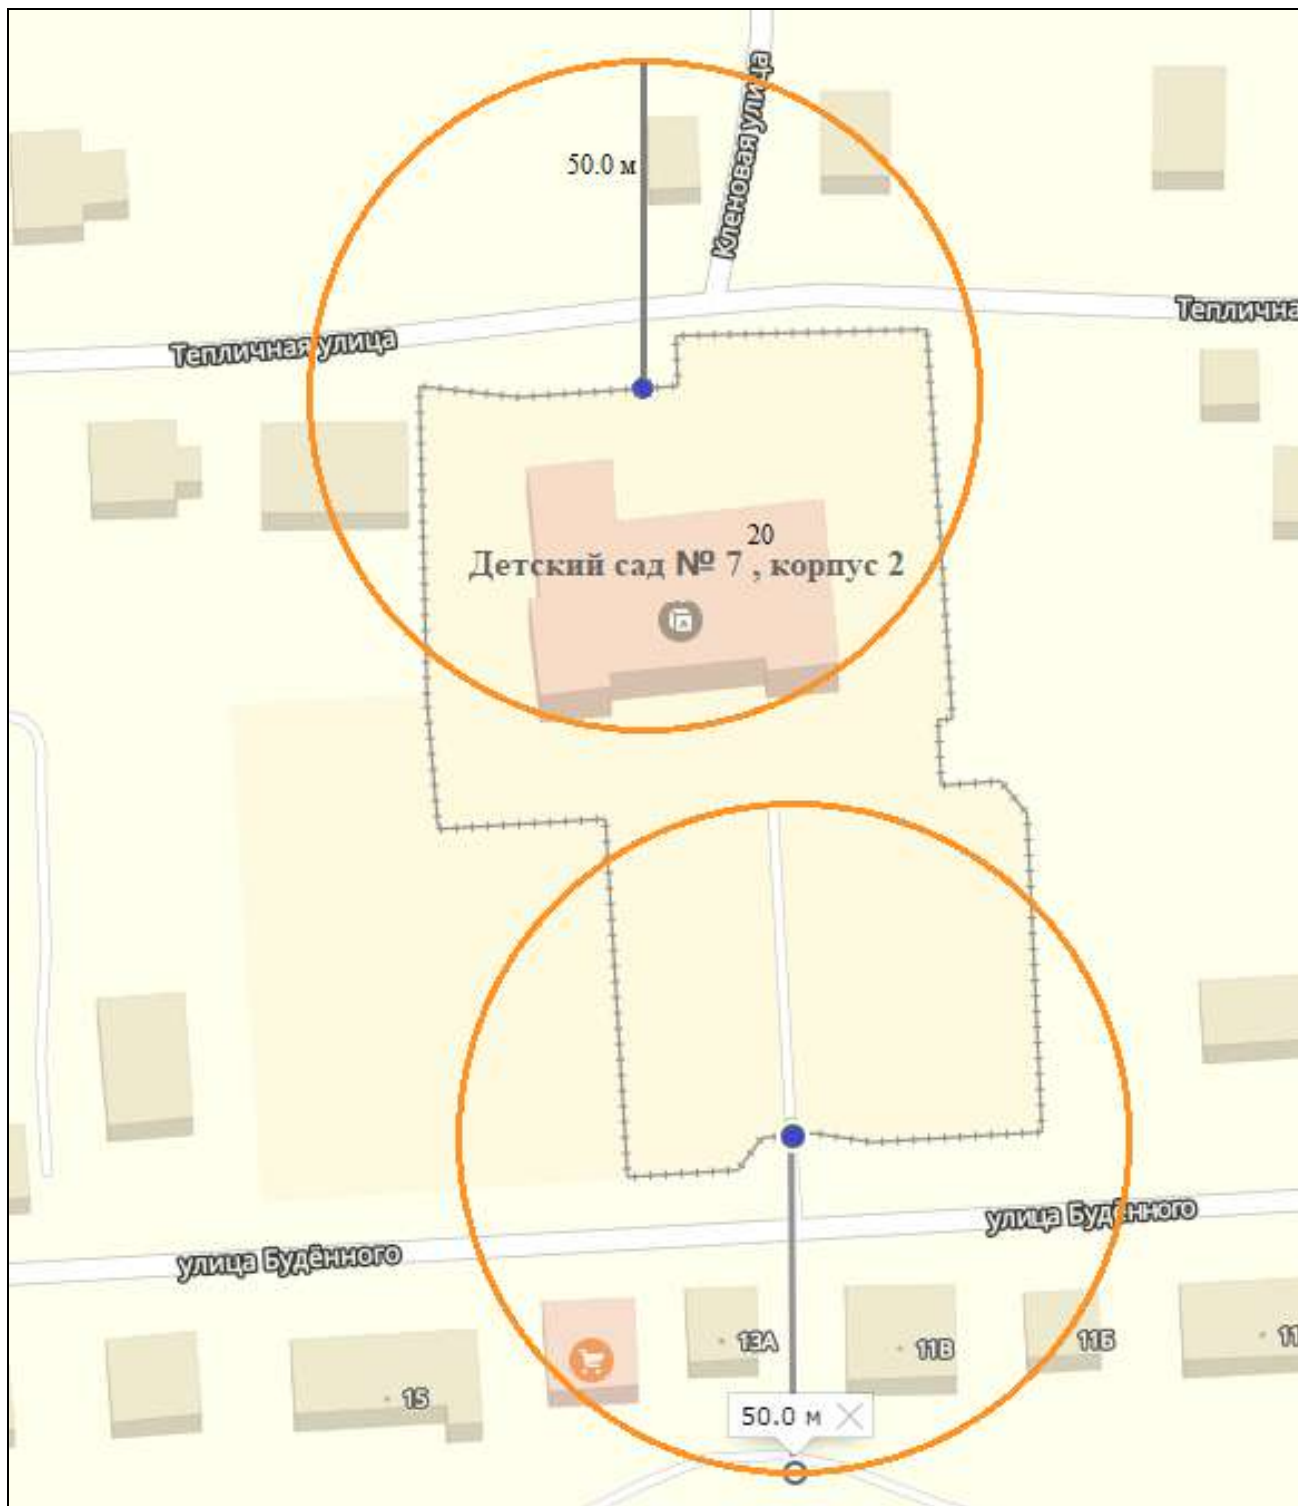 Кленовая улица
50.0 м
Тепличная улица
Теплична
20
Детский сад № 7 , корпус 2
улица Будённого
улица Будённого
13А
11В
11Б
11
15
50.0 м